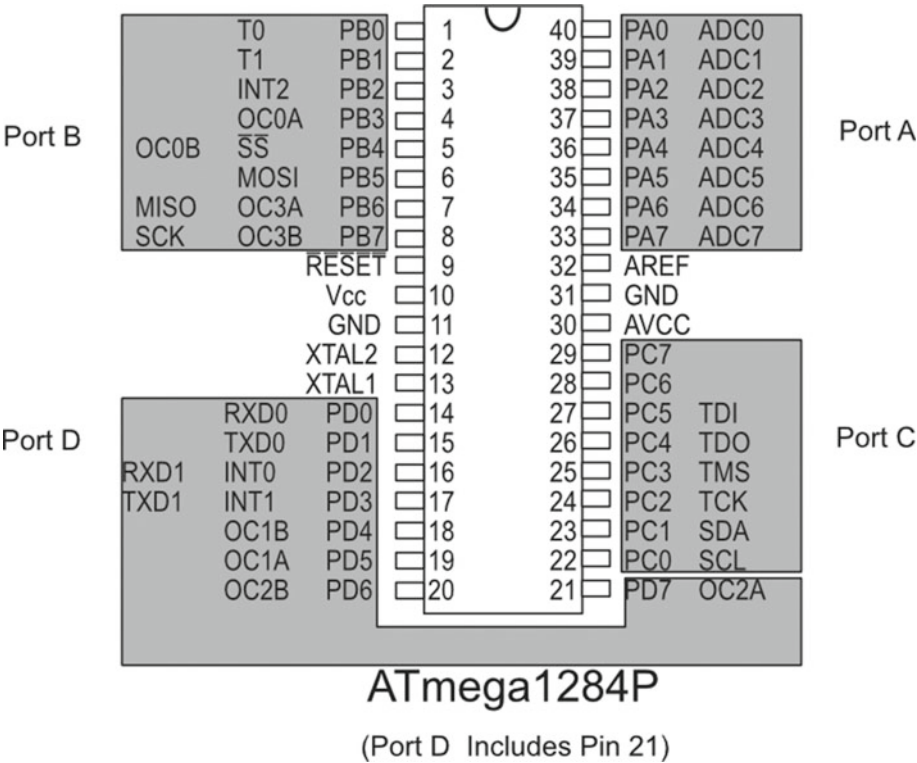 T0 PB0 1 40 PA0 ADC0
T1 PB1 2 39 PA1 ADC1
INT2 PB2 3 38 PA2 ADC2
OC0A PB3 4 37 PA3 ADC3
Port B OC0B SS PB4 5 36 PA4 ADC4 Port A
MOSI PB5 6 35 PA5 ADC5
MISO OC3A PB6 7 34 PA6 ADC6
SCK OC3B PB7 8 33 PA7 ADC7
RESET 9 32 AREF
Vcc 10 31 GND
GND 11 30 AVCC
XTAL2 12 29 PC7
XTAL1 13 28 PC6
RXD0 PD0 14 27 PC5 TDI
Port D TXD0 PD1 15 26 PC4 TDO Port C
RXD1 INT0 PD2 16 25 PC3 TMS
TXD1 INT1 PD3 17 24 PC2 TCK
OC1B PD4 18 23 PC1 SDA
OC1A PD5 19 22 PC0 SCL
OC2B PD6 20 21 PD7 OC2A
ATmega1284P
(Port D Includes Pin 21)